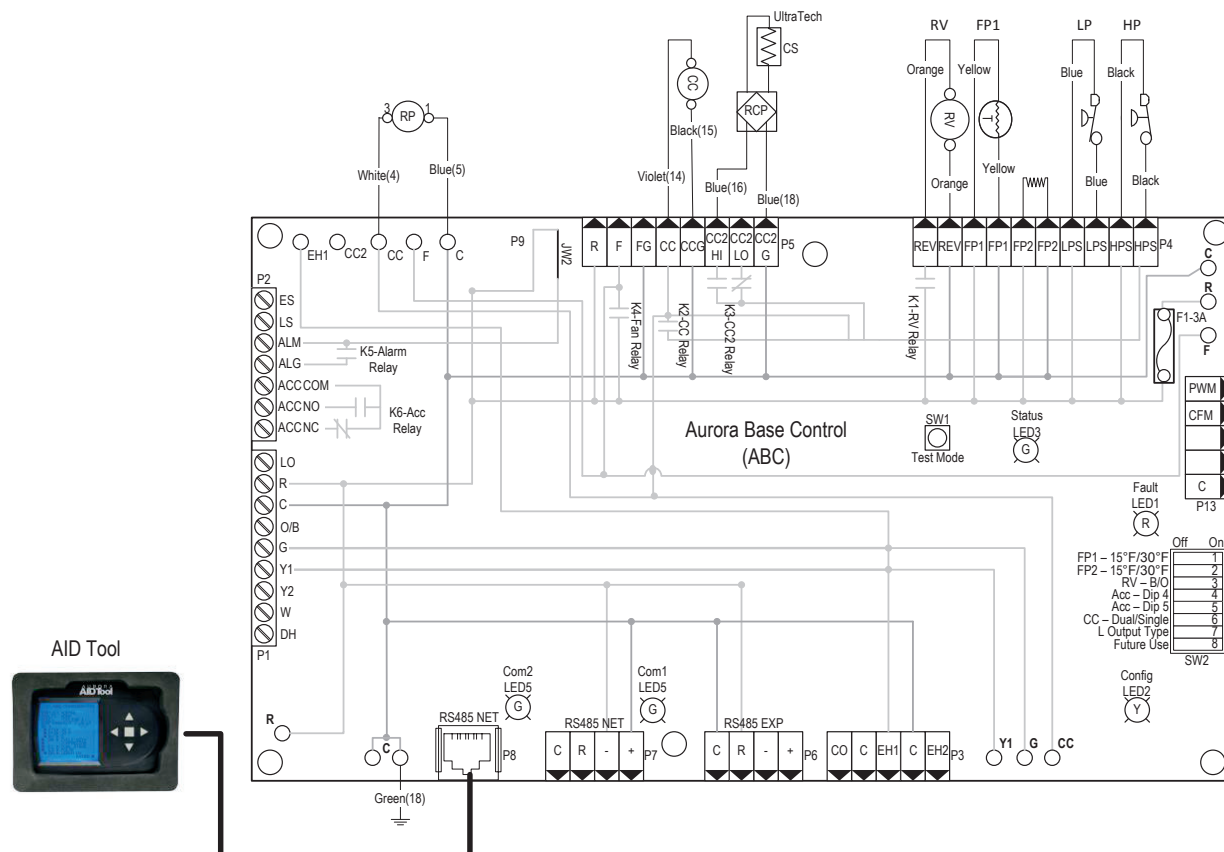 UltraTech
CS
RV FP1 LP HP
Orange Yellow Blue Black
CC
RCP
RV
T
3 RP 1
Black(15)
White(4) Blue(5)
Violet(14) Blue(16) Blue(18)
Orange Yellow Blue Black
EH1 CC2 CC F C
P9
JW2
R F FG CC CCG CC2 HI CC2 LO CC2 G P5
REV REV FP1 FP1 FP2 FP2 LPS LPS HPS HPS P4
C
R
F1-3A
F
P2
ES
LS
ALM
ALG
ACC COM
ACC NO
ACC NC
K5-Alarm
Relay
K6-Acc
Relay
K4-Fan Relay
K2-CC Relay
K3-CC2 Relay
K1-RV Relay
PWM
CFM
C
P13
Aurora Base Control
(ABC)
SW1
Test Mode
Status
LED3
G
Fault
LED1
R
LO
R
C
O/B
G
Y1
Y2
W
DH
P1
Off On
FP1 – 15°F/30°F 1
FP2 – 15°F/30°F 2
RV – B/O 3
Acc – Dip 4 4
Acc – Dip 5 5
CC – Dual/Single 6
L Output Type 7
Future Use 8
SW2
Config
LED2
Y
AID Tool
AURORA
AID Tool
Com2
LED5
G
Com1
LED5
G
R
C
RS485 NET
P8
RS485 NET
C R - + P7
RS485 EXP
C R - + P6
CO C EH1 C EH2 P3
Y1 G CC
Green(18)